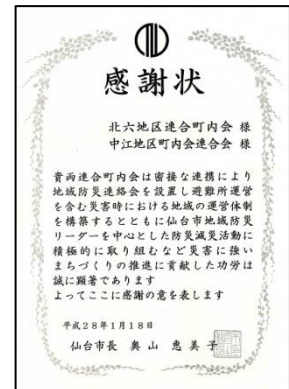 感謝状
北六地区連合町内会 様
中江地区町内会連合会 様
貴両連合町内会は密接な連携により
地域防災連絡会を設置し避難所運営
を含む災害時における地域の運営体制
を構築するとともに仙台市地域防災
リーダーを中心とした防災減災活動に
積極的に取り組むなど災害に強い
まちづくりの推進に貢献した功労は
誠に顕著であります
よってここに感謝の意を表します
平成28年1月18日
仙台市長 奥山恵美子